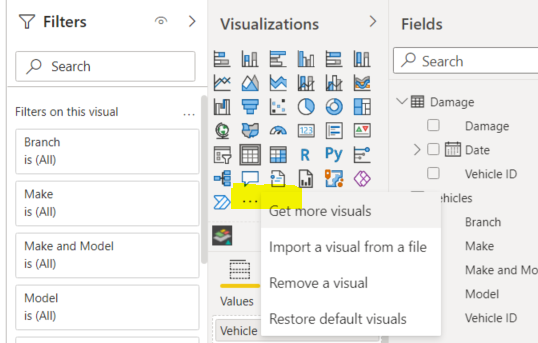 Filters
Search
Filters on this visual
...
Branch
is (All)
Make
is (All)
Make and Model
is (All)
Model
is (All)
Visualizations
123
R
Py
...
Get more visuals
Import a visual from a file
Remove a visual
Restore default visuals
Values
Vehicle
Fields
Search
Damage
Damage
Date
Vehicle ID
ehicles
Branch
Make
Make and Mo
Model
Vehicle ID